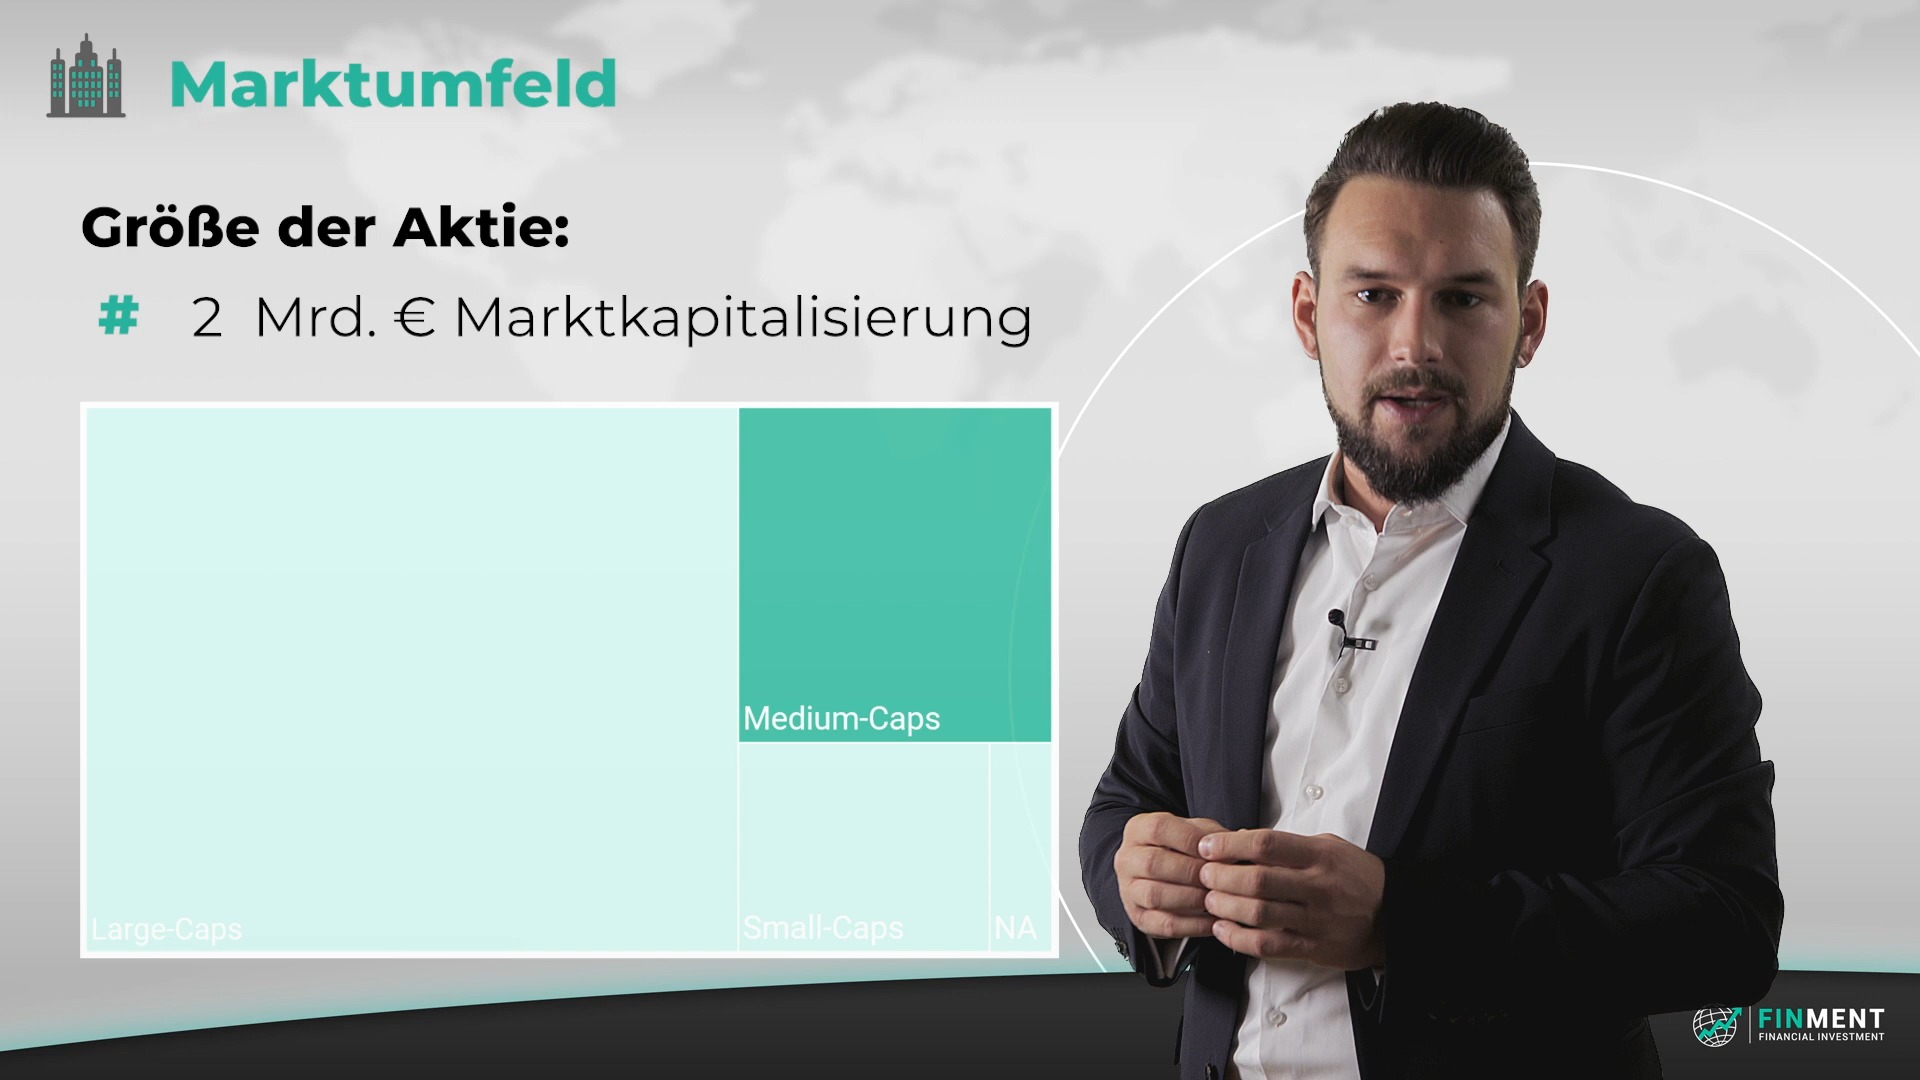 Marktumfeld
Größe der Aktie:
# 2 Mrd. € Marktkapitalisierung
Medium-Caps
Large-Caps
Small-Caps
NA
FINMENT
FINANCIAL INVESTMENT